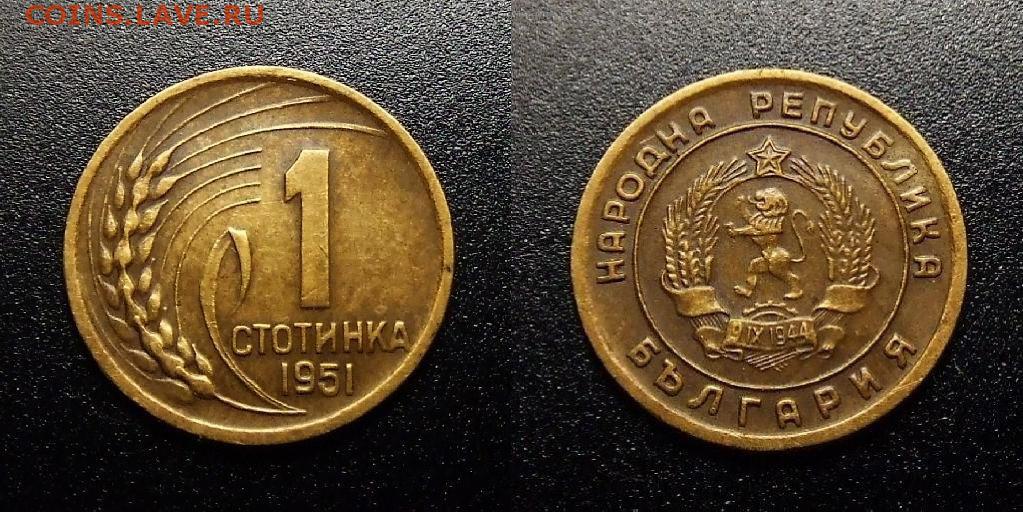 COINS.LAVE.RU
1
СТОТИНКА
1951
НАРОДНА РЕПУБЛИКА
БЪЛГАРИЯ
9 IX 1944